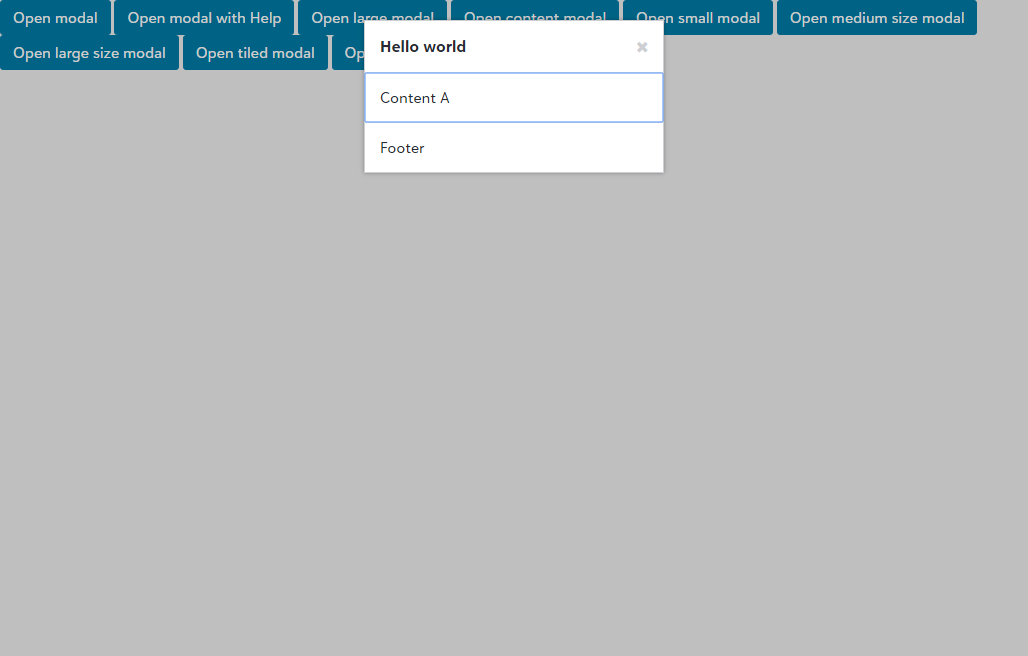 Open modal Open modal with Help Open large modal Open content modal Open small modal Open medium size modal
Open large size modal Open tiled modal Op
Hello world ×
Content A
Footer